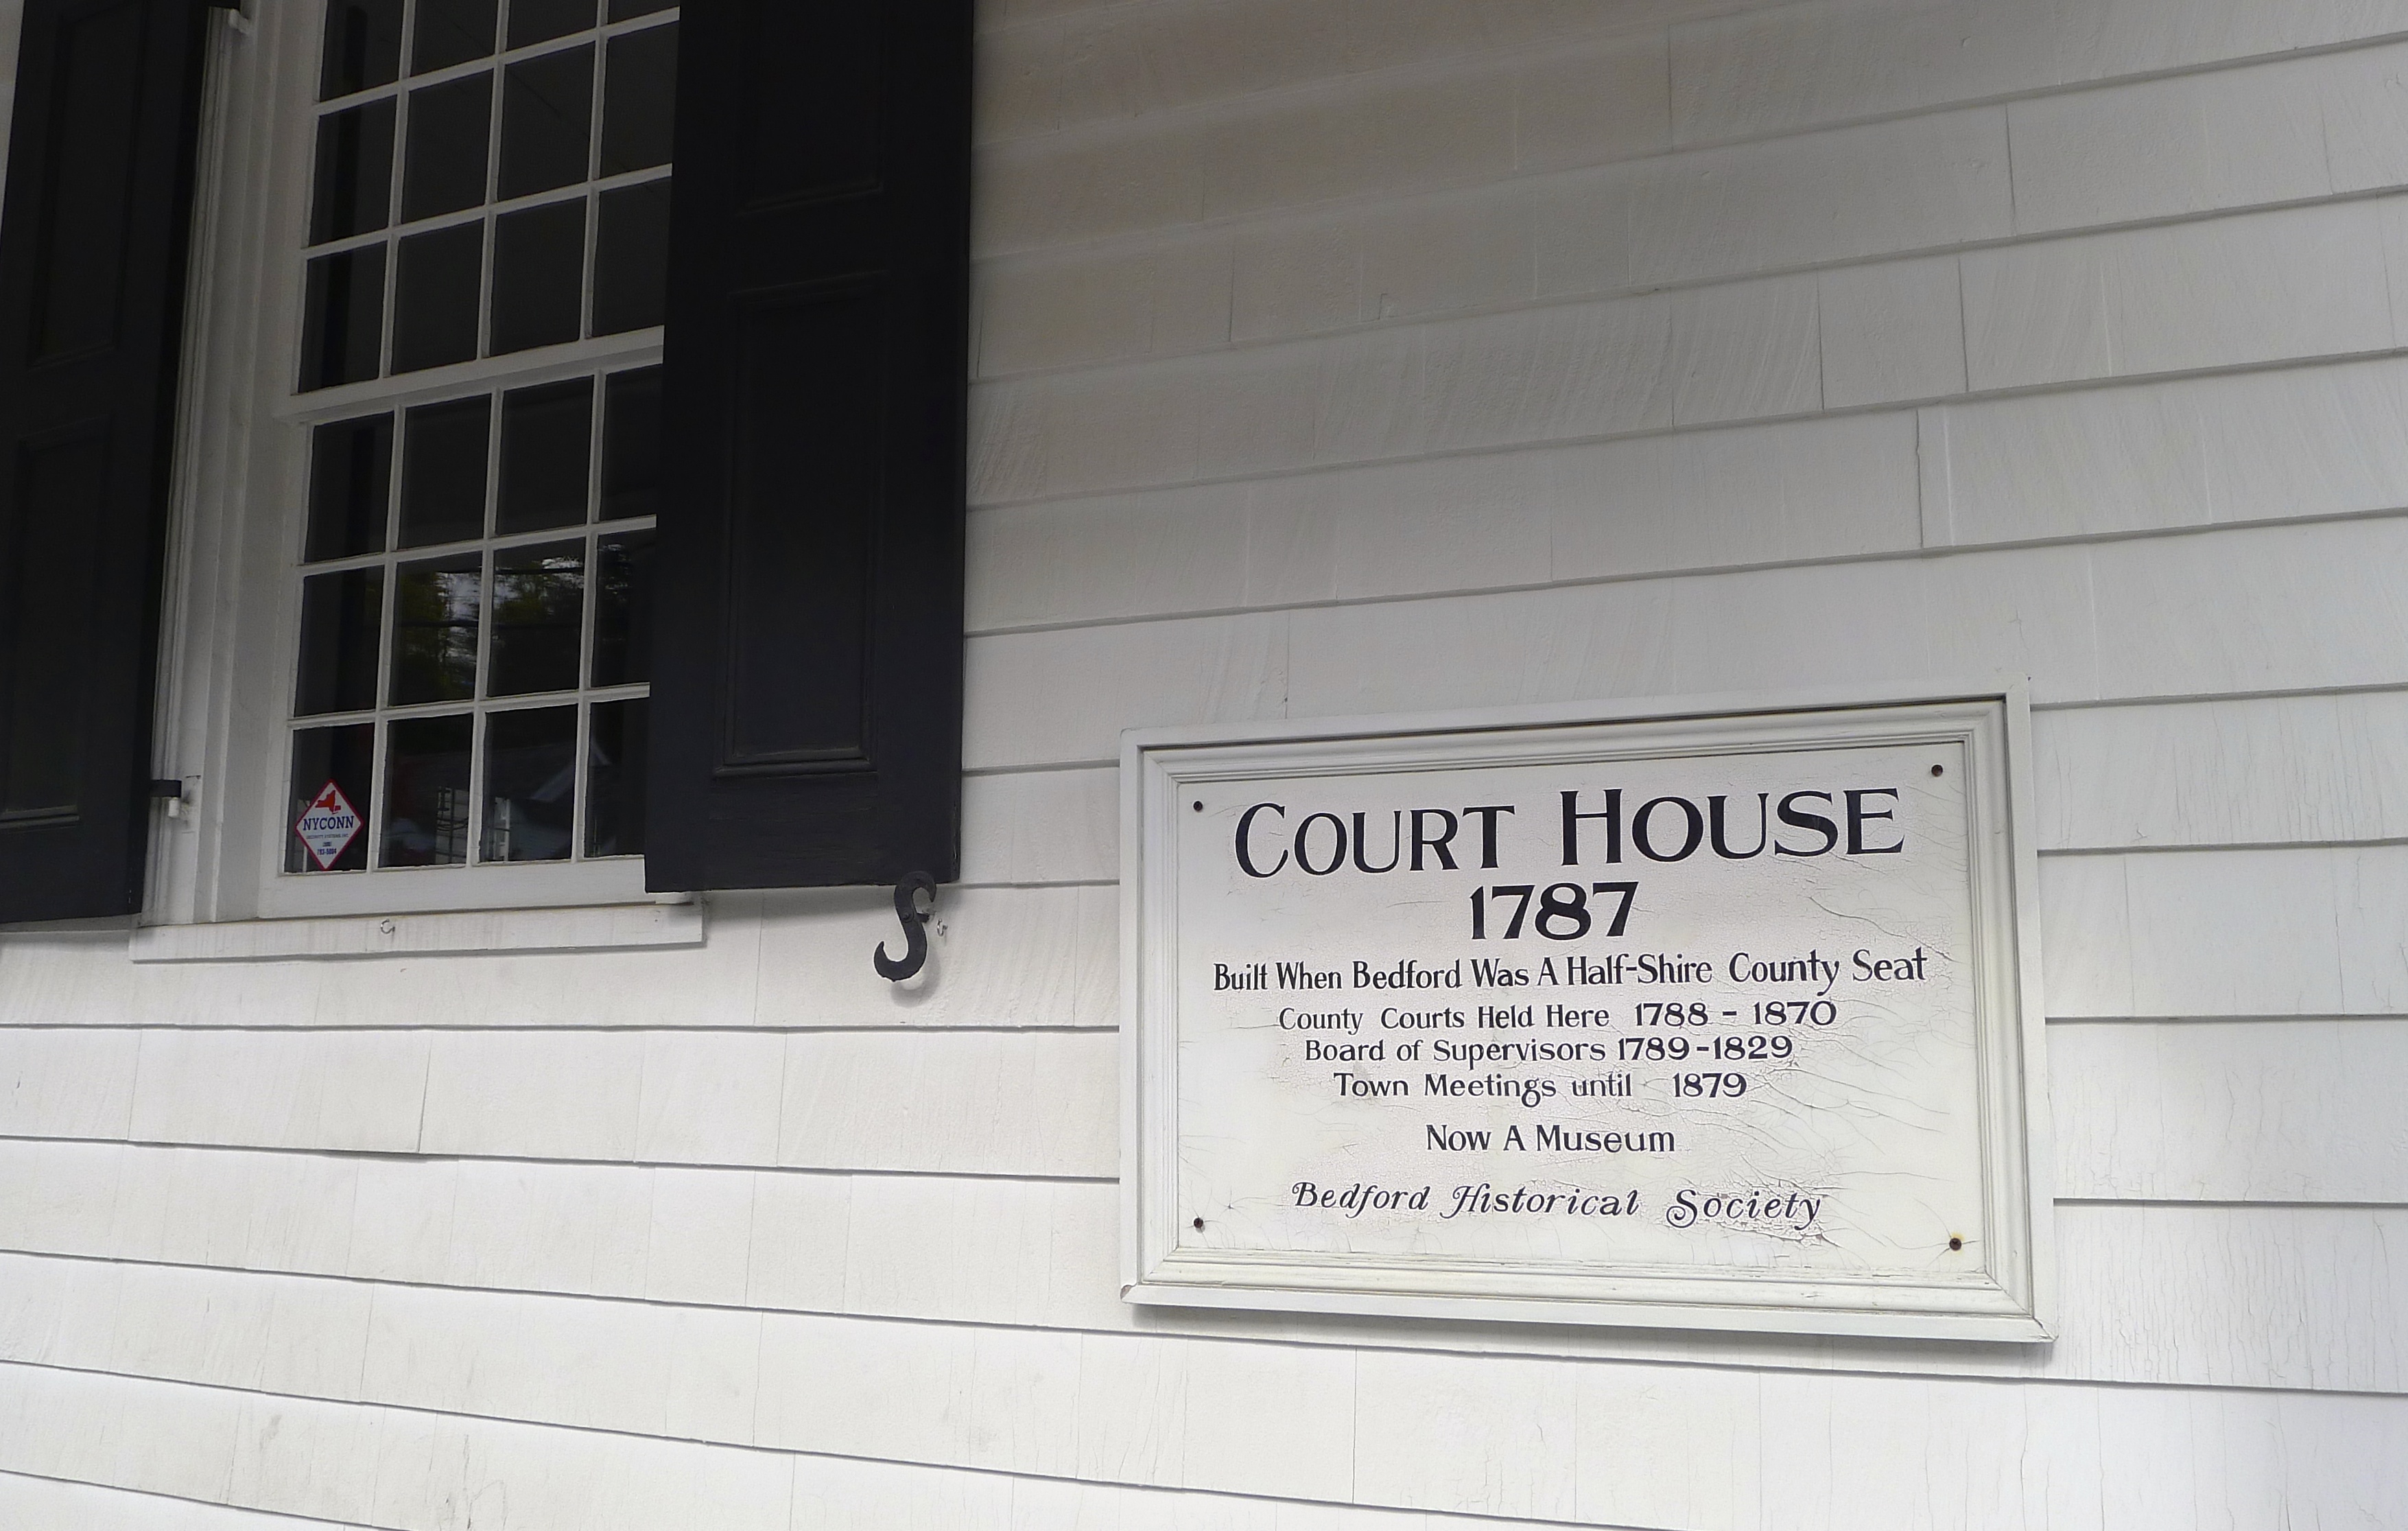 NYCONN
COURT HOUSE
1787
Built When Bedford Was A Half-Shire County Seat
County Courts Held Here 1788 - 1870
Board of Supervisors 1789-1829
Town Meetings until 1879
Now A Museum
Bedford Historical Society